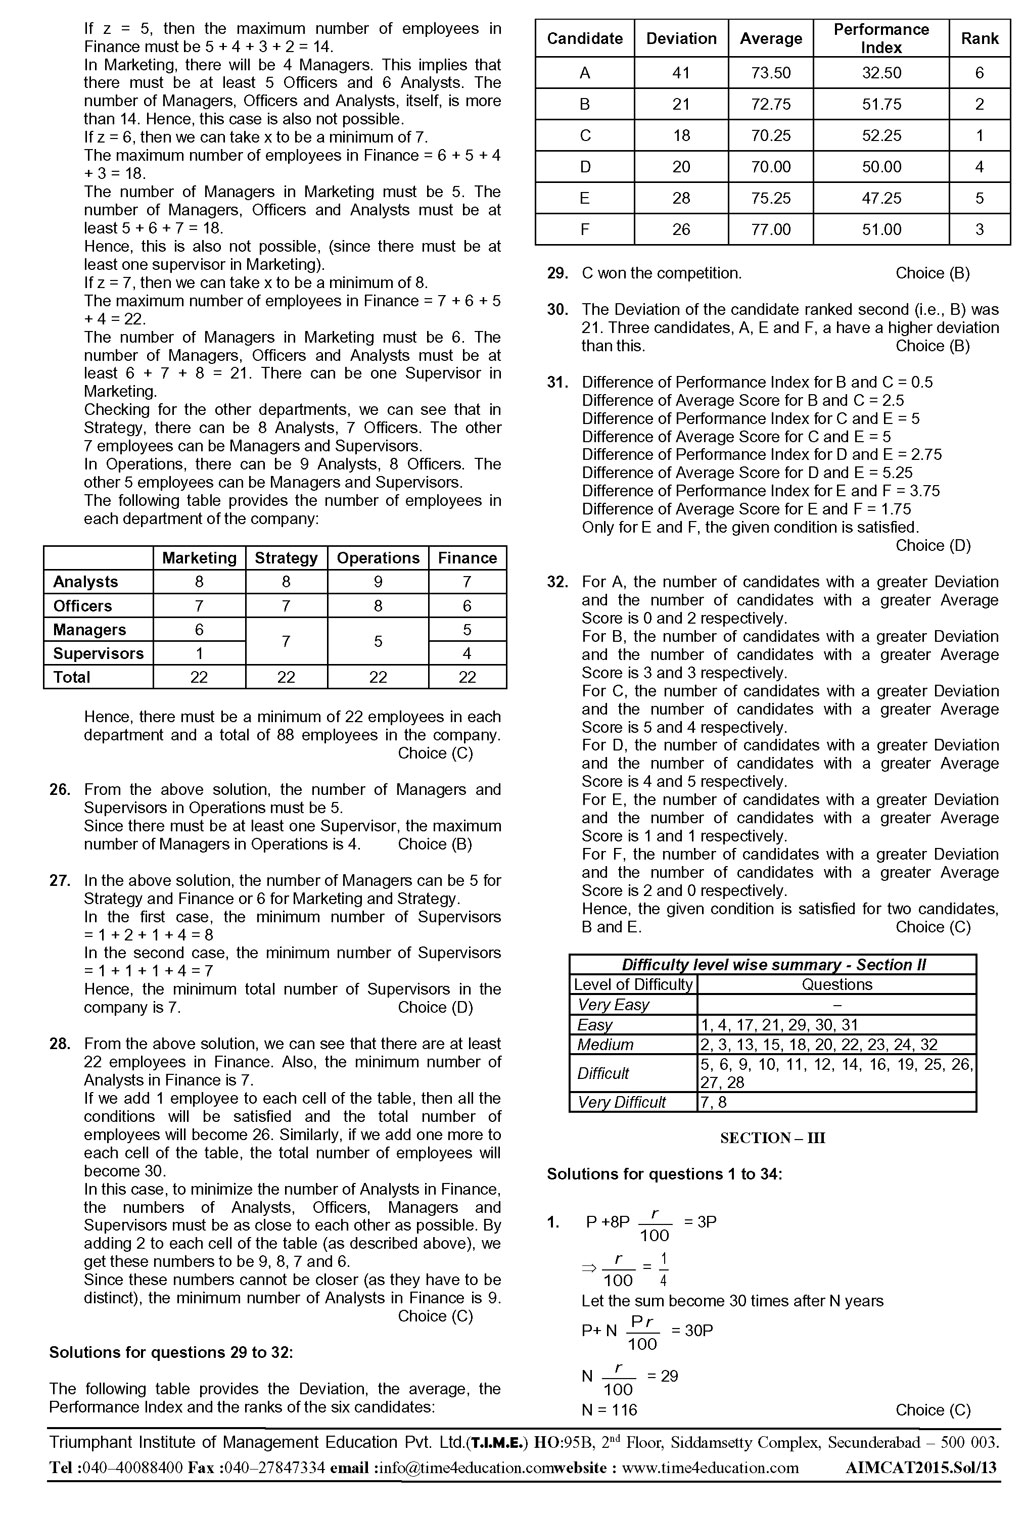 If z = 5, then the maximum number of employees in
Finance must be 5 + 4 + 3 + 2 = 14.
In Marketing, there will be 4 Managers. This implies that
there must be at least 5 Officers and 6 Analysts. The
number of Managers, Officers and Analysts, itself, is more
than 14. Hence, this case is also not possible.
If z = 6, then we can take x to be a minimum of 7.
The maximum number of employees in Finance = 6 + 5 + 4
+ 3 = 18.
The number of Managers in Marketing must be 5. The
number of Managers, Officers and Analysts must be at
least 5 + 6 + 7 = 18.
Hence, this is also not possible, (since there must be at
least one supervisor in Marketing).
If z = 7, then we can take x to be a minimum of 8.
The maximum number of employees in Finance = 7 + 6 + 5
+ 4 = 22.
The number of Managers in Marketing must be 6. The
number of Managers, Officers and Analysts must be at
least 6 + 7 + 8 = 21. There can be one Supervisor in
Marketing.
Checking for the other departments, we can see that in
Strategy, there can be 8 Analysts, 7 Officers. The other
7 employees can be Managers and Supervisors.
In Operations, there can be 9 Analysts, 8 Officers. The
other 5 employees can be Managers and Supervisors.
The following table provides the number of employees in
each department of the company:
Marketing Strategy Operations Finance
Analysts 8 8 9 7
Officers 7 7 8 6
Managers 6 7 5 5
Supervisors 1 4
Total 22 22 22 22
Hence, there must be a minimum of 22 employees in each
department and a total of 88 employees in the company.
Choice (C)
26. From the above solution, the number of Managers and
Supervisors in Operations must be 5.
Since there must be at least one Supervisor, the maximum
number of Managers in Operations is 4. Choice (B)
27. In the above solution, the number of Managers can be 5 for
Strategy and Finance or 6 for Marketing and Strategy.
In the first case, the minimum number of Supervisors
= 1 + 2 + 1 + 4 = 8
In the second case, the minimum number of Supervisors
= 1 + 1 + 1 + 4 = 7
Hence, the minimum total number of Supervisors in the
company is 7. Choice (D)
28. From the above solution, we can see that there are at least
22 employees in Finance. Also, the minimum number of
Analysts in Finance is 7.
If we add 1 employee to each cell of the table, then all the
conditions will be satisfied and the total number of
employees will become 26. Similarly, if we add one more to
each cell of the table, the total number of employees will
become 30.
In this case, to minimize the number of Analysts in Finance,
the numbers of Analysts, Officers, Managers and
Supervisors must be as close to each other as possible. By
adding 2 to each cell of the table (as described above), we
get these numbers to be 9, 8, 7 and 6.
Since these numbers cannot be closer (as they have to be
distinct), the minimum number of Analysts in Finance is 9.
Choice (C)
Solutions for questions 29 to 32:
The following table provides the Deviation, the average, the
Performance Index and the ranks of the six candidates:
Candidate Deviation Average Performance Index Rank
A 41 73.50 32.50 6
B 21 72.75 51.75 2
C 18 70.25 52.25 1
D 20 70.00 50.00 4
E 28 75.25 47.25 5
F 26 77.00 51.00 3
29. C won the competition. Choice (B)
30. The Deviation of the candidate ranked second (i.e., B) was
21. Three candidates, A, E and F, a have a higher deviation
than this. Choice (B)
31. Difference of Performance Index for B and C = 0.5
Difference of Average Score for B and C = 2.5
Difference of Performance Index for C and E = 5
Difference of Average Score for C and E = 5
Difference of Performance Index for D and E = 2.75
Difference of Average Score for D and E = 5.25
Difference of Performance Index for E and F = 3.75
Difference of Average Score for E and F = 1.75
Only for E and F, the given condition is satisfied.
Choice (D)
32. For A, the number of candidates with a greater Deviation
and the number of candidates with a greater Average
Score is 0 and 2 respectively.
For B, the number of candidates with a greater Deviation
and the number of candidates with a greater Average
Score is 3 and 3 respectively.
For C, the number of candidates with a greater Deviation
and the number of candidates with a greater Average
Score is 5 and 4 respectively.
For D, the number of candidates with a greater Deviation
and the number of candidates with a greater Average
Score is 4 and 5 respectively.
For E, the number of candidates with a greater Deviation
and the number of candidates with a greater Average
Score is 1 and 1 respectively.
For F, the number of candidates with a greater Deviation
and the number of candidates with a greater Average
Score is 2 and 0 respectively.
Hence, the given condition is satisfied for two candidates,
B and E. Choice (C)
Difficulty level wise summary - Section II
Level of Difficulty Questions
Very Easy –
Easy 1, 4, 17, 21, 29, 30, 31
Medium 2, 3, 13, 15, 18, 20, 22, 23, 24, 32
Difficult 5, 6, 9, 10, 11, 12, 14, 16, 19, 25, 26,
27, 28
Very Difficult 7, 8
SECTION – III
Solutions for questions 1 to 34:
1. P +8P r/100 = 3P
⇒ r/100 = 1/4
Let the sum become 30 times after N years
P+ N Pr/100 = 30P
N r/100 = 29
N = 116 Choice (C)
Triumphant Institute of Management Education Pvt. Ltd.(T.I.M.E.) HO:95B, 2nd Floor, Siddamsetty Complex, Secunderabad – 500 003.
Tel :040–40088400 Fax :040–27847334 email :info@time4education.comwebsite : www.time4education.com AIMCAT2015.Sol/13